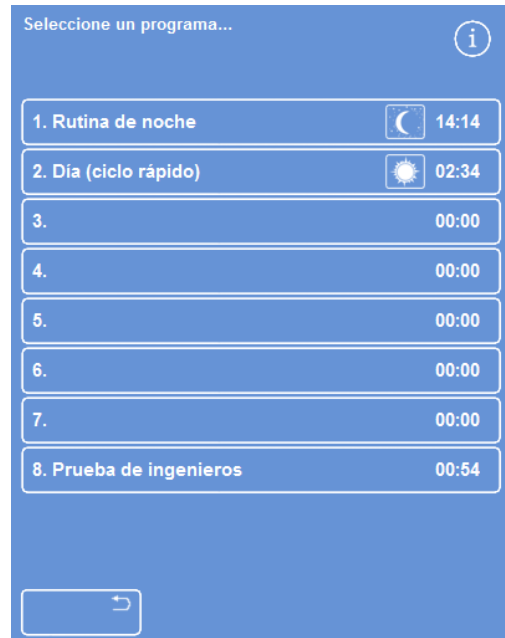 Seleccione un programa...
i
1. Rutina de noche 14:14
2. Día (ciclo rápido) 02:34
3. 00:00
4. 00:00
5. 00:00
6. 00:00
7. 00:00
8. Prueba de ingenieros 00:54